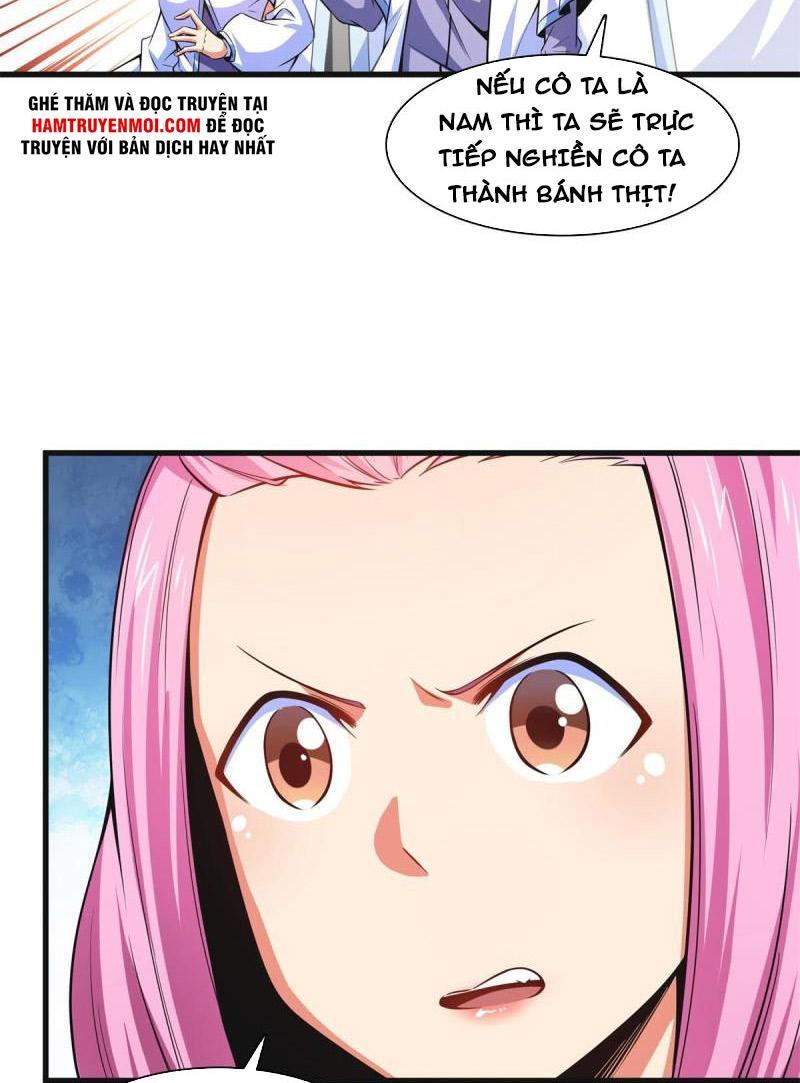 GHÉ THĂM VÀ ĐỌC TRUYỆN TẠI
HAMTRUYENMOI.COM ĐỂ ĐỌC
TRUYỆN VỚI BẢN DỊCH HAY NHẤT
NẾU CÔ TA LÀ
NAM THÌ TA SẼ TRỰC
TIẾP NGHIỀN CÔ TA
THÀNH BÁNH THỊT!